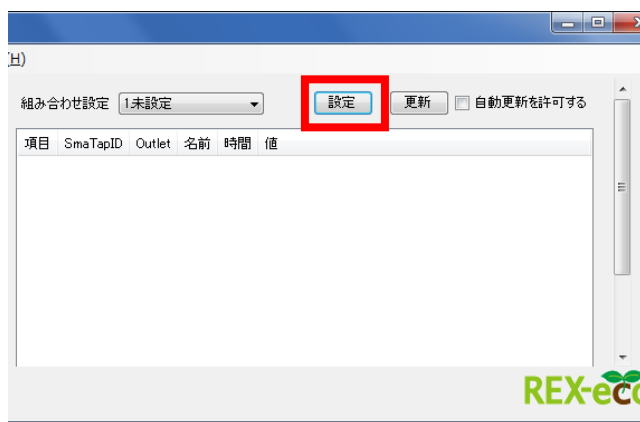 (H)
組み合わせ設定 1.未設定 設定 更新 自動更新を許可する
項目 SmaTapID Outlet 名前 時間 値
REX-eco